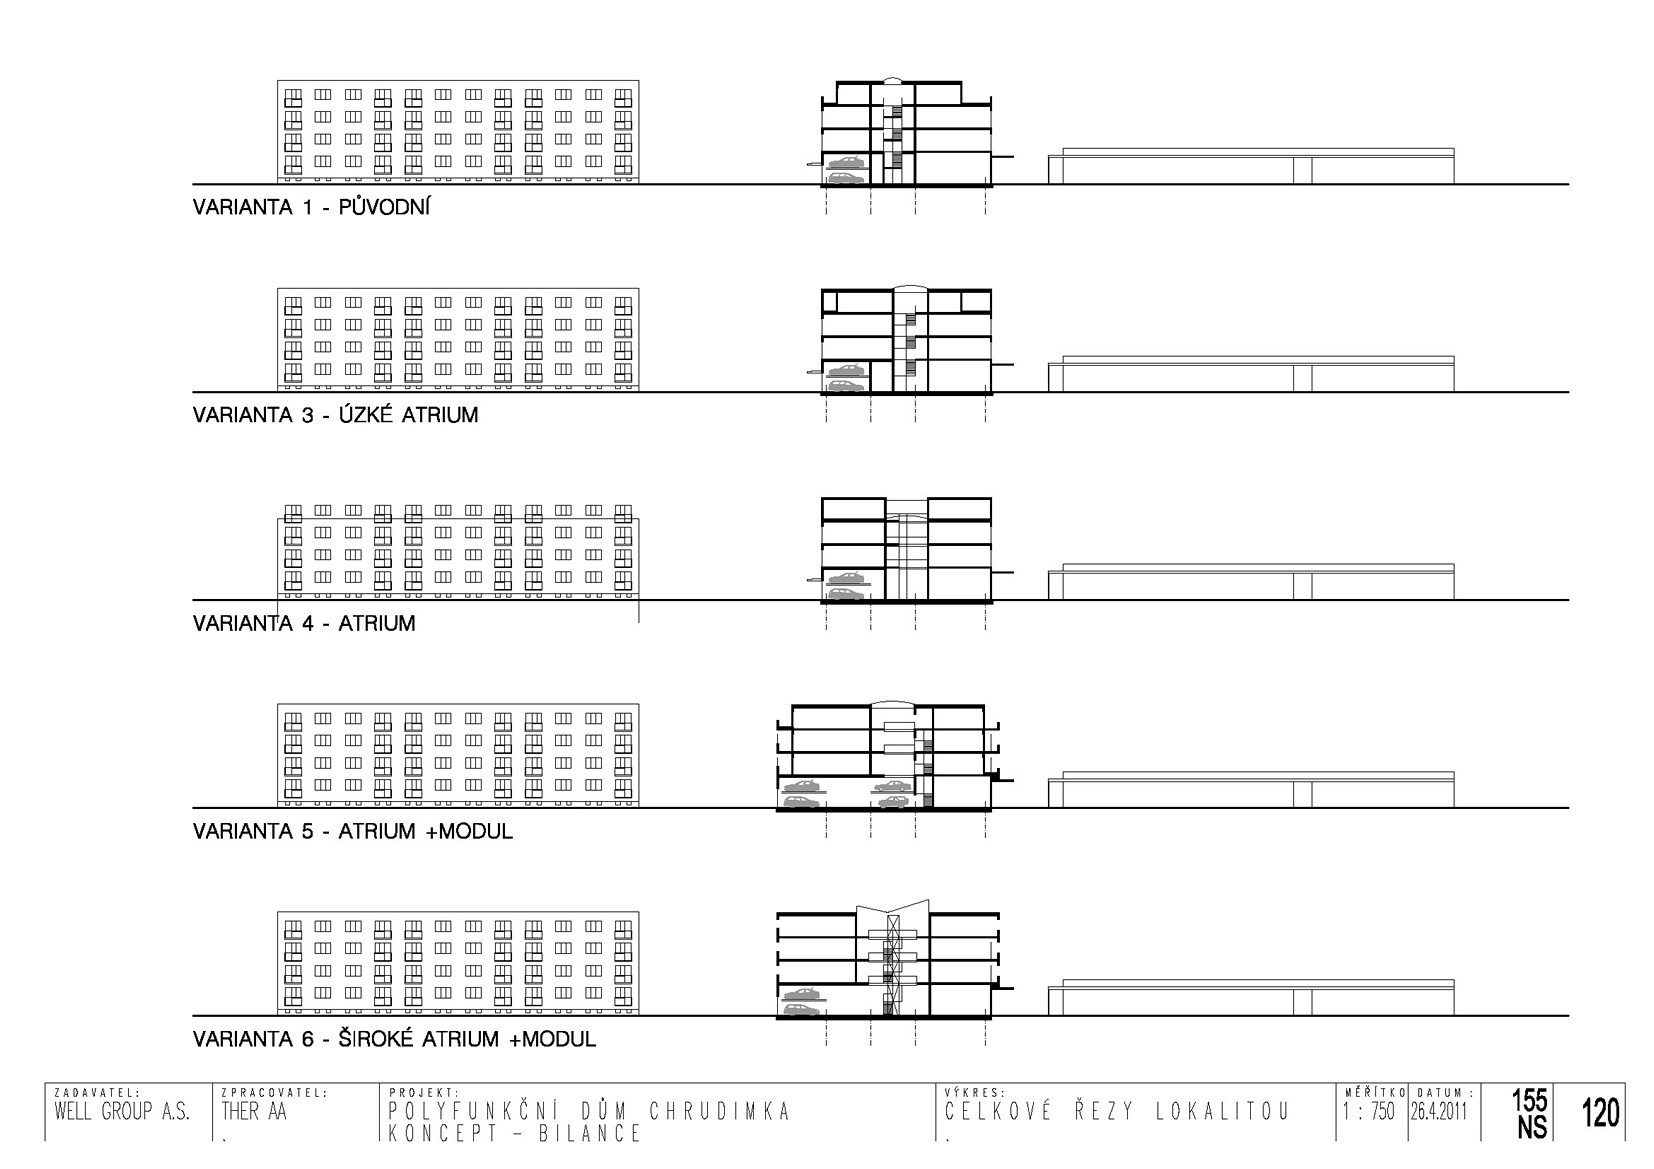 VARIANTA 1 - PŮVODNÍ
VARIANTA 3 - ÚZKÉ ATRIUM
VARIANTA 4 - ATRIUM
VARIANTA 5 - ATRIUM +MODUL
VARIANTA 6 - ŠIROKÉ ATRIUM +MODUL
ZADAVATEL:
WELL GROUP A.S.
ZPRACOVATEL:
THER AA
.
PROJEKT:
POLYFUNKČNÍ DŮM CHRUDIMKA
KONCEPT - BILANCE
VÝKRES:
CELKOVÉ ŘEZY LOKALITOU
.
MĚŘÍTKO
1 : 750
DATUM :
26.4.2011
155
NS
120